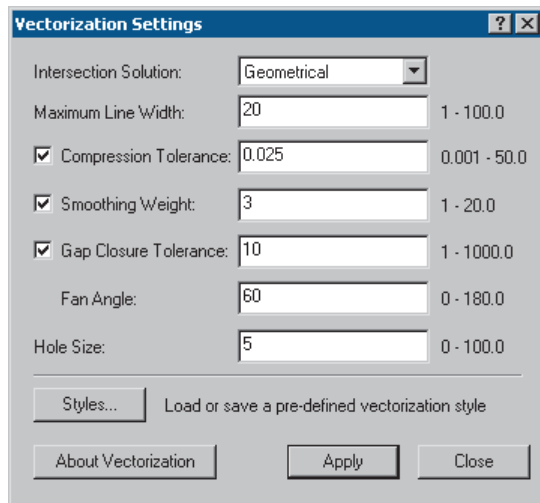 Vectorization Settings
Intersection Solution: Geometrical
Maximum Line Width: 20 1 - 100.0
Compression Tolerance: 0.025 0.001 - 50.0
Smoothing Weight: 3 1 - 20.0
Gap Closure Tolerance: 10 1 - 1000.0
Fan Angle: 60 0 - 180.0
Hole Size: 5 0 - 100.0
Styles... Load or save a pre-defined vectorization style
About Vectorization Apply Close